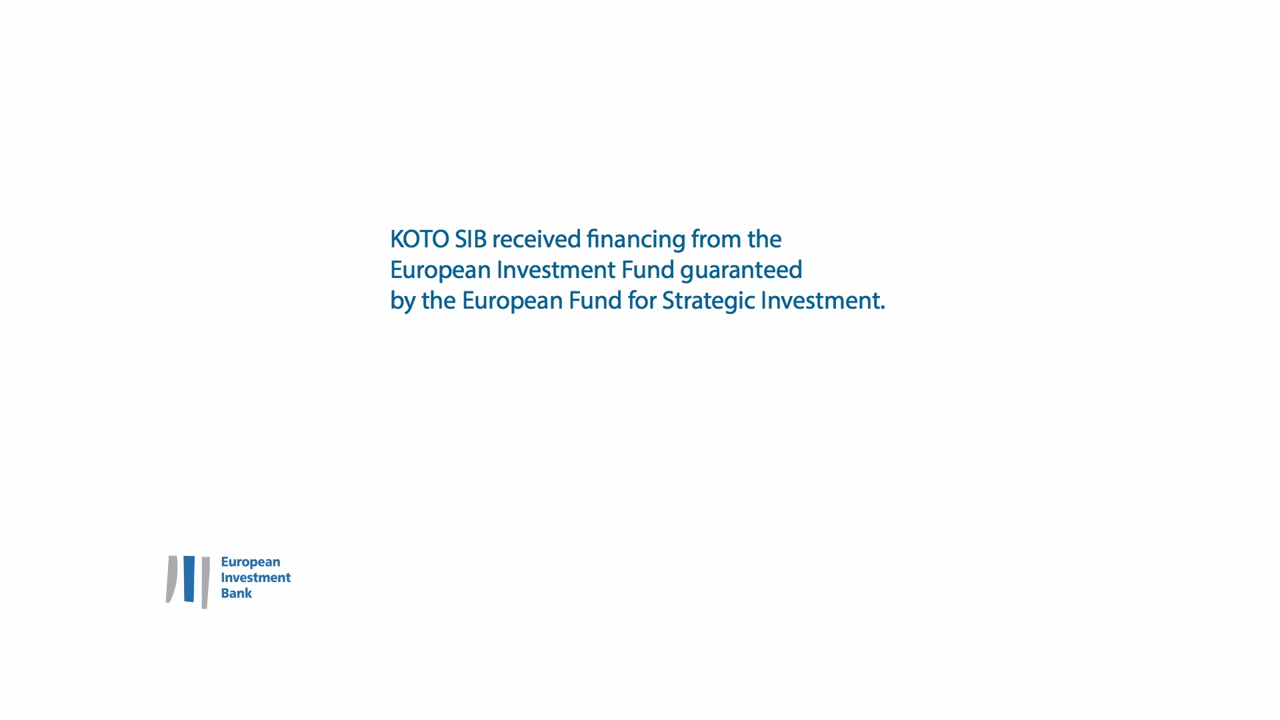 KOTO SIB received financing from the
European Investment Fund guaranteed
by the European Fund for Strategic Investment.
European
Investment
Bank